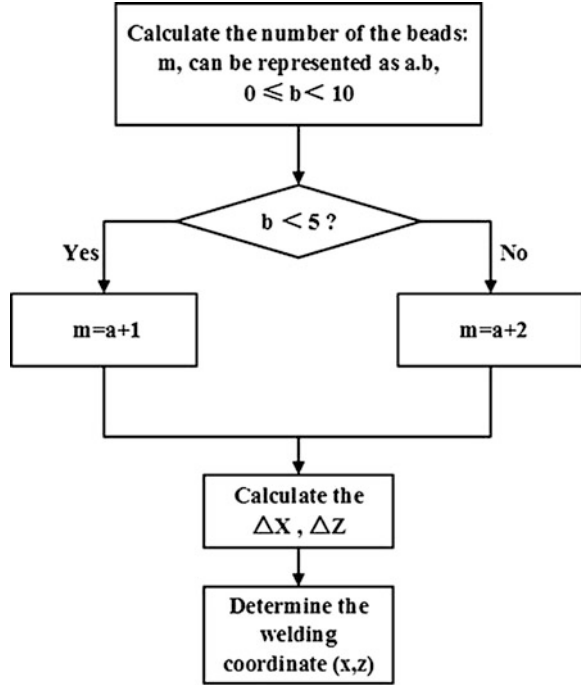 Calculate the number of the beads:
m, can be represented as a.b,
0 ⩽ b < 10
b < 5 ?
Yes
No
m=a+1
m=a+2
Calculate the
△X , △Z
Determine the
welding
coordinate (x,z)